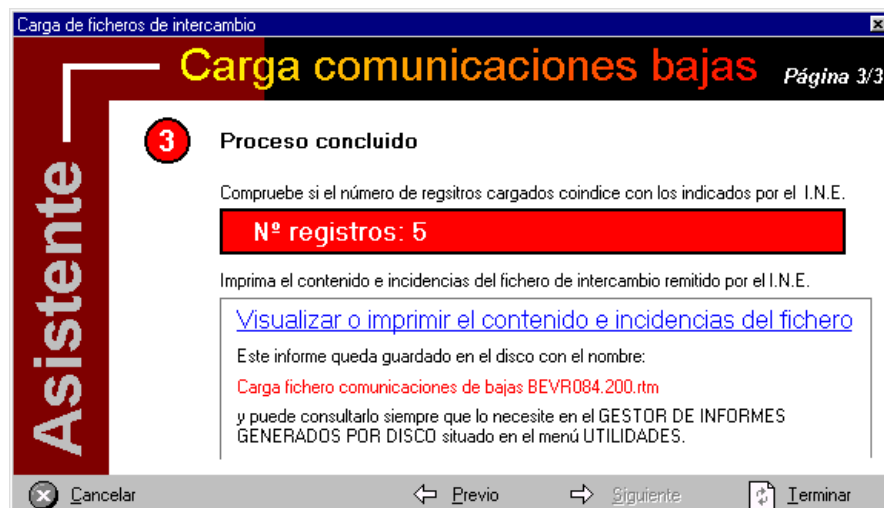 Carga de ficheros de intercambio
Carga comunicaciones bajas
Página 3/3
Asistente
3
Proceso concluido
Compruebe si el número de regsitros cargados coindice con los indicados por el I.N.E.
Nº registros: 5
Imprima el contenido e incidencias del fichero de intercambio remitido por el I.N.E.
Visualizar o imprimir el contenido e incidencias del fichero
Este informe queda guardado en el disco con el nombre:
Carga fichero comunicaciones de bajas BEVR084.200.rtm
y puede consultarlo siempre que lo necesite en el GESTOR DE INFORMES
GENERADOS POR DISCO situado en el menú UTILIDADES.
Cancelar
Previo
Siguiente
Terminar